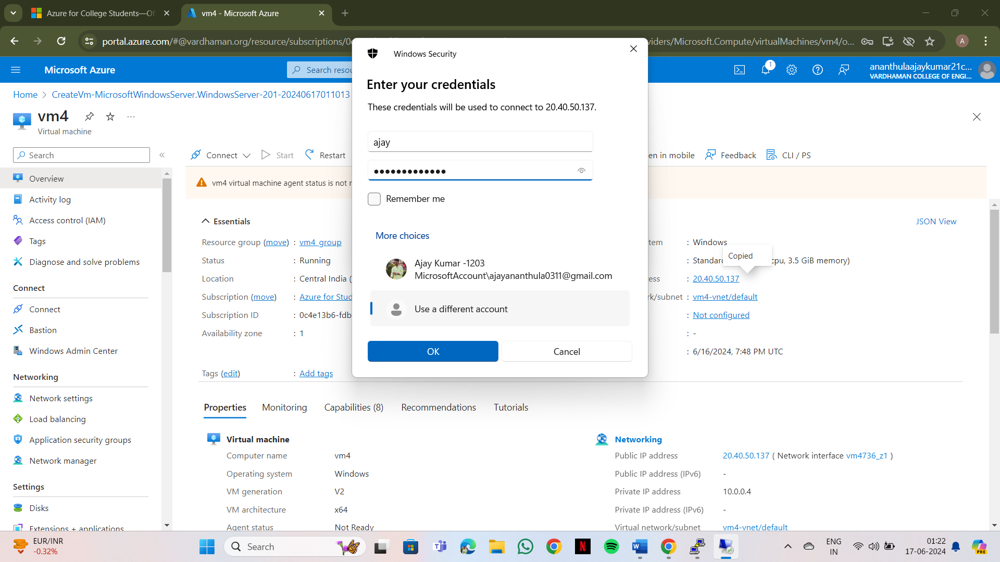 Azure for College Students—Of
vm4 - Microsoft Azure
portal.azure.com/#@vardhaman.org/resource/subscriptions/0c
viders/Microsoft.Compute/virtualMachines/vm4/o...
A
Microsoft Azure
Search resou
1
ananthulaajaykumar21c...
VARDHAMAN COLLEGE OF ENGI...
Home > CreateVm-MicrosoftWindowsServer.WindowsServer-201-20240617011013
vm4
Virtual machine
Search
Connect
Start
Restart
en in mobile
Feedback
CLI / PS
vm4 virtual machine agent status is not r
Windows Security
Enter your credentials
These credentials will be used to connect to 20.40.50.137.
ajay
•••••••••••••
Remember me
More choices
Ajay Kumar -1203
MicrosoftAccount\ajayananthula0311@gmail.com
Use a different account
OK
Cancel
Overview
Activity log
Access control (IAM)
Tags
Diagnose and solve problems
Connect
Connect
Bastion
Windows Admin Center
Networking
Network settings
Load balancing
Application security groups
Network manager
Settings
Disks
Extensions + applications
Essentials
JSON View
Resource group (move) : vm4_group
Status : Running
Location : Central India (
Subscription (move) : Azure for Stud
Subscription ID : 0c4e13b6-fdb
Availability zone : 1
Tags (edit) : Add tags
tem : Windows
: Standard
cpu, 3.5 GiB memory)
Copied
ess : 20.40.50.137
rk/subnet : vm4-vnet/default
: Not configured
: -
: 6/16/2024, 7:48 PM UTC
Properties
Monitoring
Capabilities (8)
Recommendations
Tutorials
Virtual machine
Computer name vm4
Operating system Windows
VM generation V2
VM architecture x64
Agent status Not Ready
Networking
Public IP address 20.40.50.137 ( Network interface vm4736_z1 )
Public IP address (IPv6) -
Private IP address 10.0.0.4
Private IP address (IPv6) -
Virtual network/subnet vm4-vnet/default
EUR/INR
-0.32%
Search
N
ENG
IN
01:22
17-06-2024
PRE